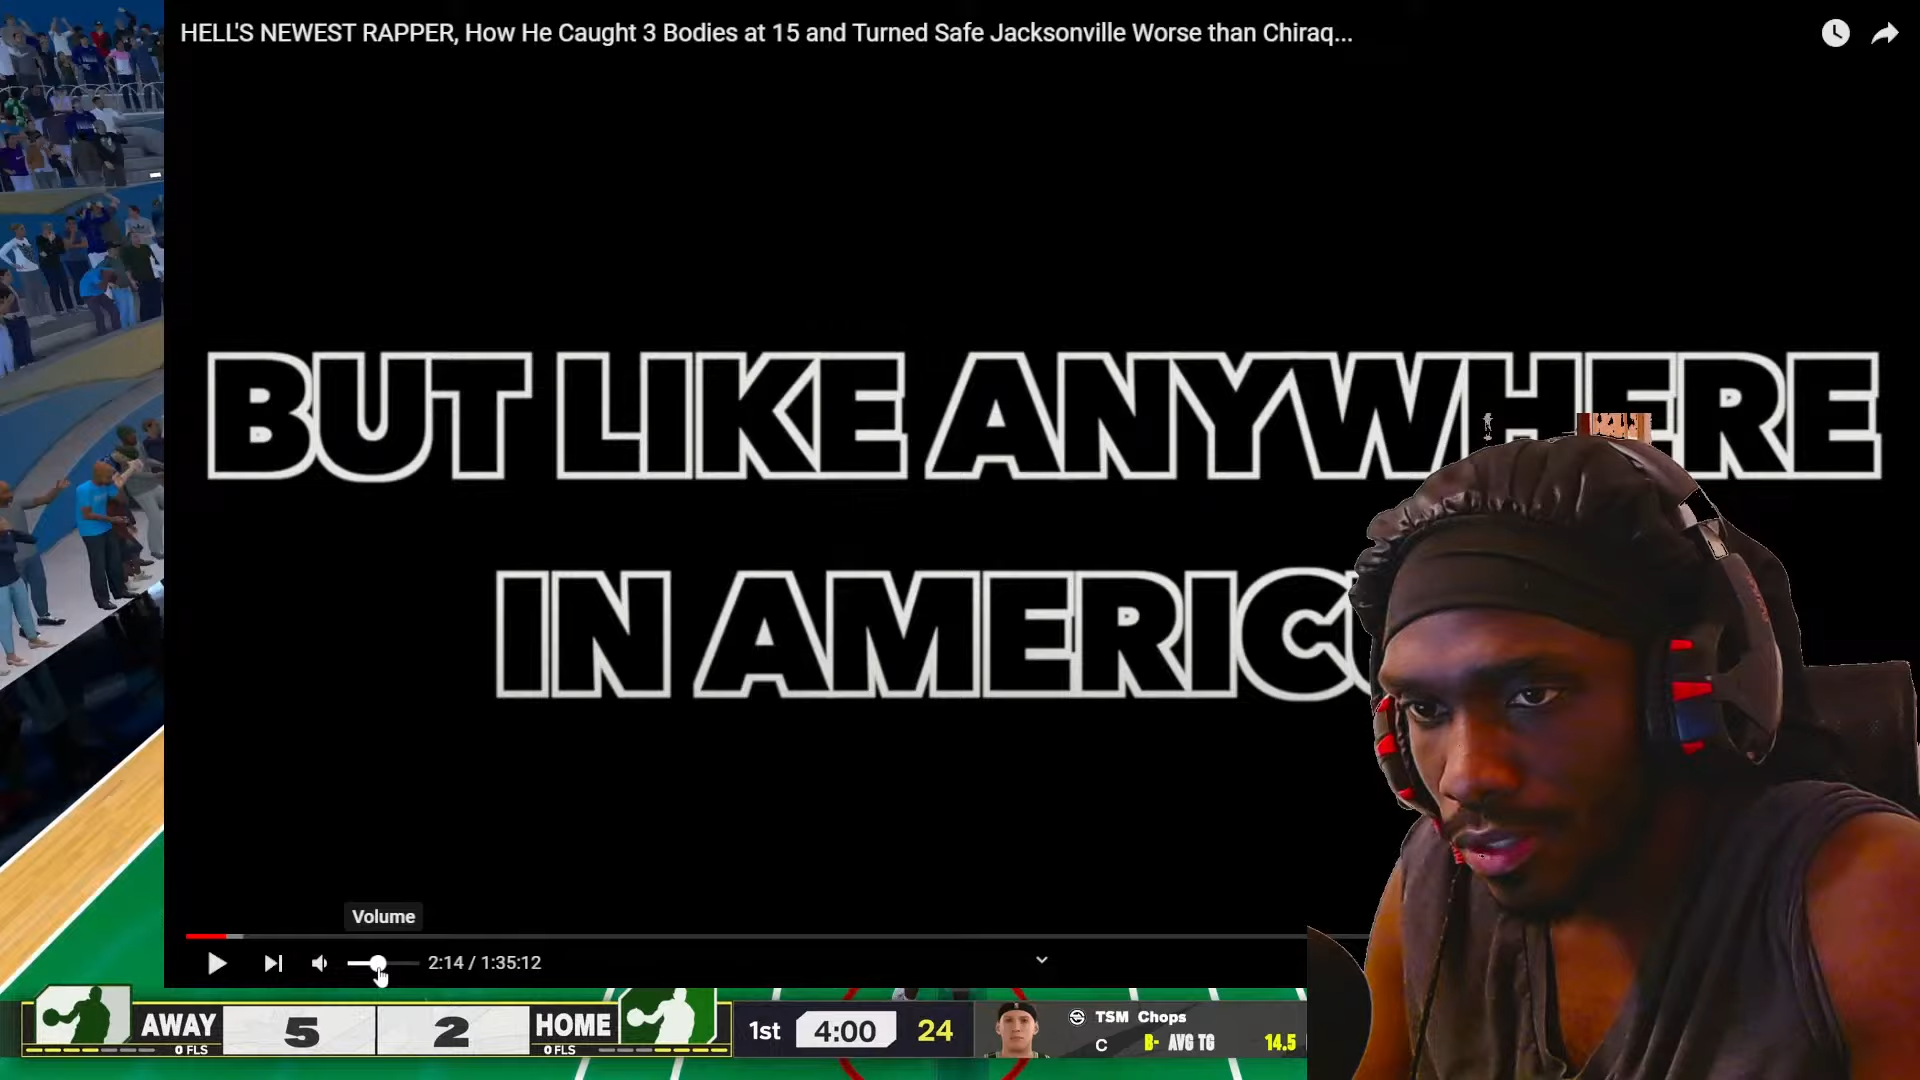 HELL'S NEWEST RAPPER, How He Caught 3 Bodies at 15 and Turned Safe Jacksonville Worse than Chiraq...
BUT LIKE ANYWHERE
IN AMERIC
Volume
2:14 / 1:35:12
AWAY 5 2 HOME 1st 4:00 24 TSM Chops
0 FLS 0 FLS C B- AVG TG 14.5